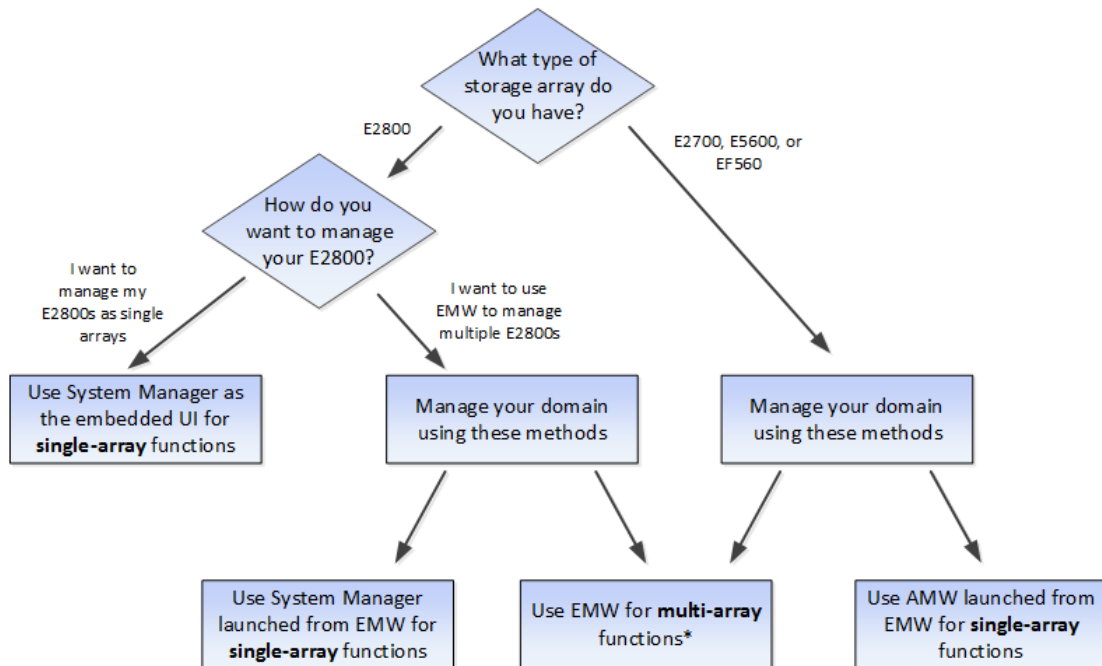 What type of
storage array do
you have?
E2800
E2700, E5600, or
EF560
How do you
want to manage
your E2800?
I want to
manage my
E2800s as single
arrays
I want to use
EMW to manage
multiple E2800s
Use System Manager as
the embedded UI for
single-array functions
Manage your domain
using these methods
Manage your domain
using these methods
Use System Manager
launched from EMW for
single-array functions
Use EMW for multi-array
functions*
Use AMW launched from
EMW for single-array
functions